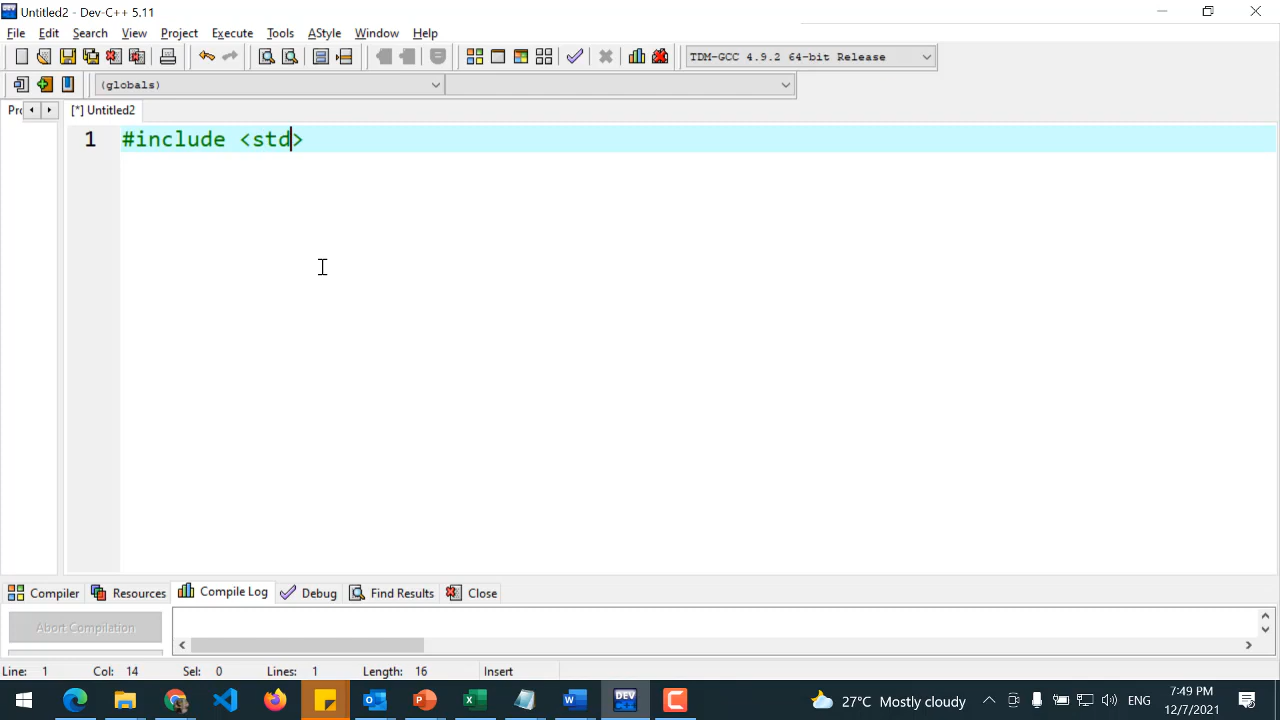 Untitled2 - Dev-C++ 5.11
File Edit Search View Project Execute Tools AStyle Window Help
TDM-GCC 4.9.2 64-bit Release
(globals)
[*] Untitled2
1 #include <std>
Compiler Resources Compile Log Debug Find Results Close
Abort Compilation
Line: 1 Col: 14 Sel: 0 Lines: 1 Length: 16 Insert
DEV C++ 27°C Mostly cloudy ENG 7:49 PM
12/7/2021